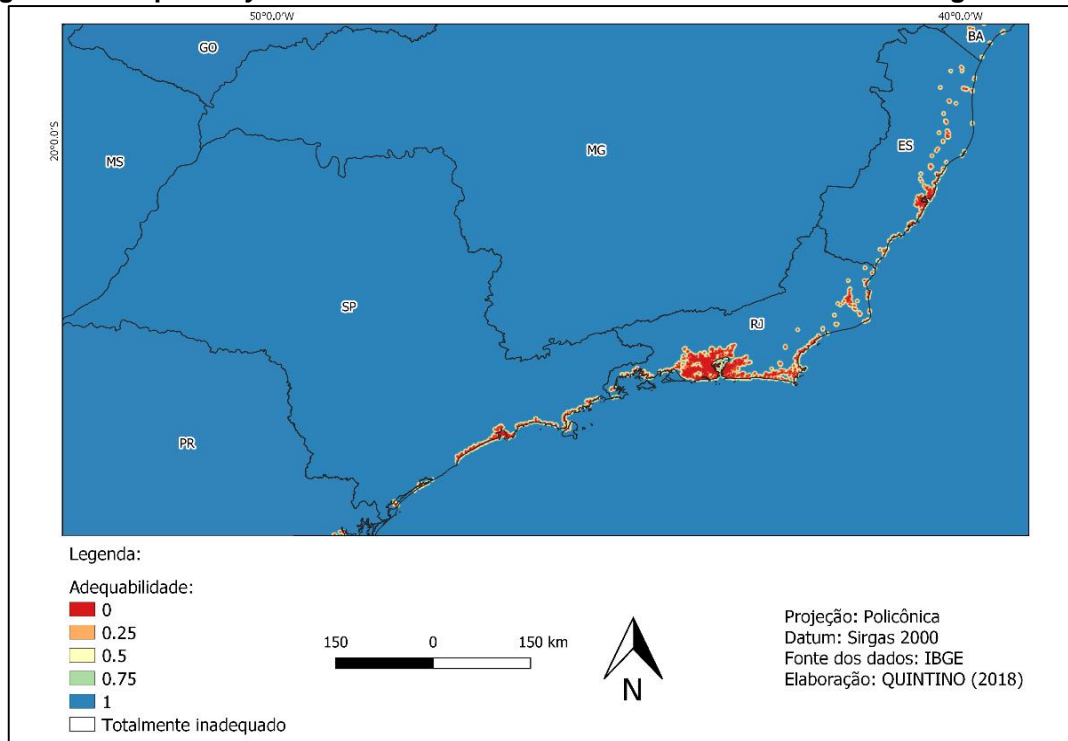 50°0.0'W 40°0.0'W
20°0.0'S
GO
BA
MS
MG
ES
SP
RJ
PR
Legenda:
Adequabilidade:
0
0.25
0.5
0.75
1
Totalmente inadequado
150 0 150 km
N
Projeção: Policônica
Datum: Sirgas 2000
Fonte dos dados: IBGE
Elaboração: QUINTINO (2018)